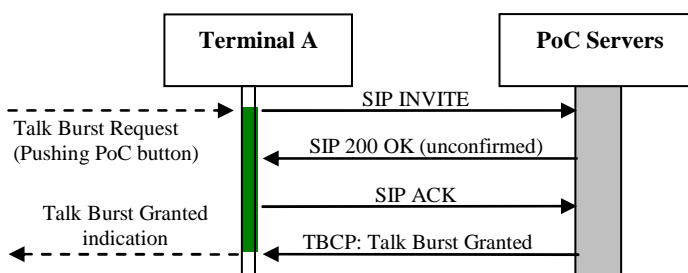 Terminal A
PoC Servers
SIP INVITE
Talk Burst Request
(Pushing PoC button)
SIP 200 OK (unconfirmed)
SIP ACK
Talk Burst Granted
indication
TBCP: Talk Burst Granted